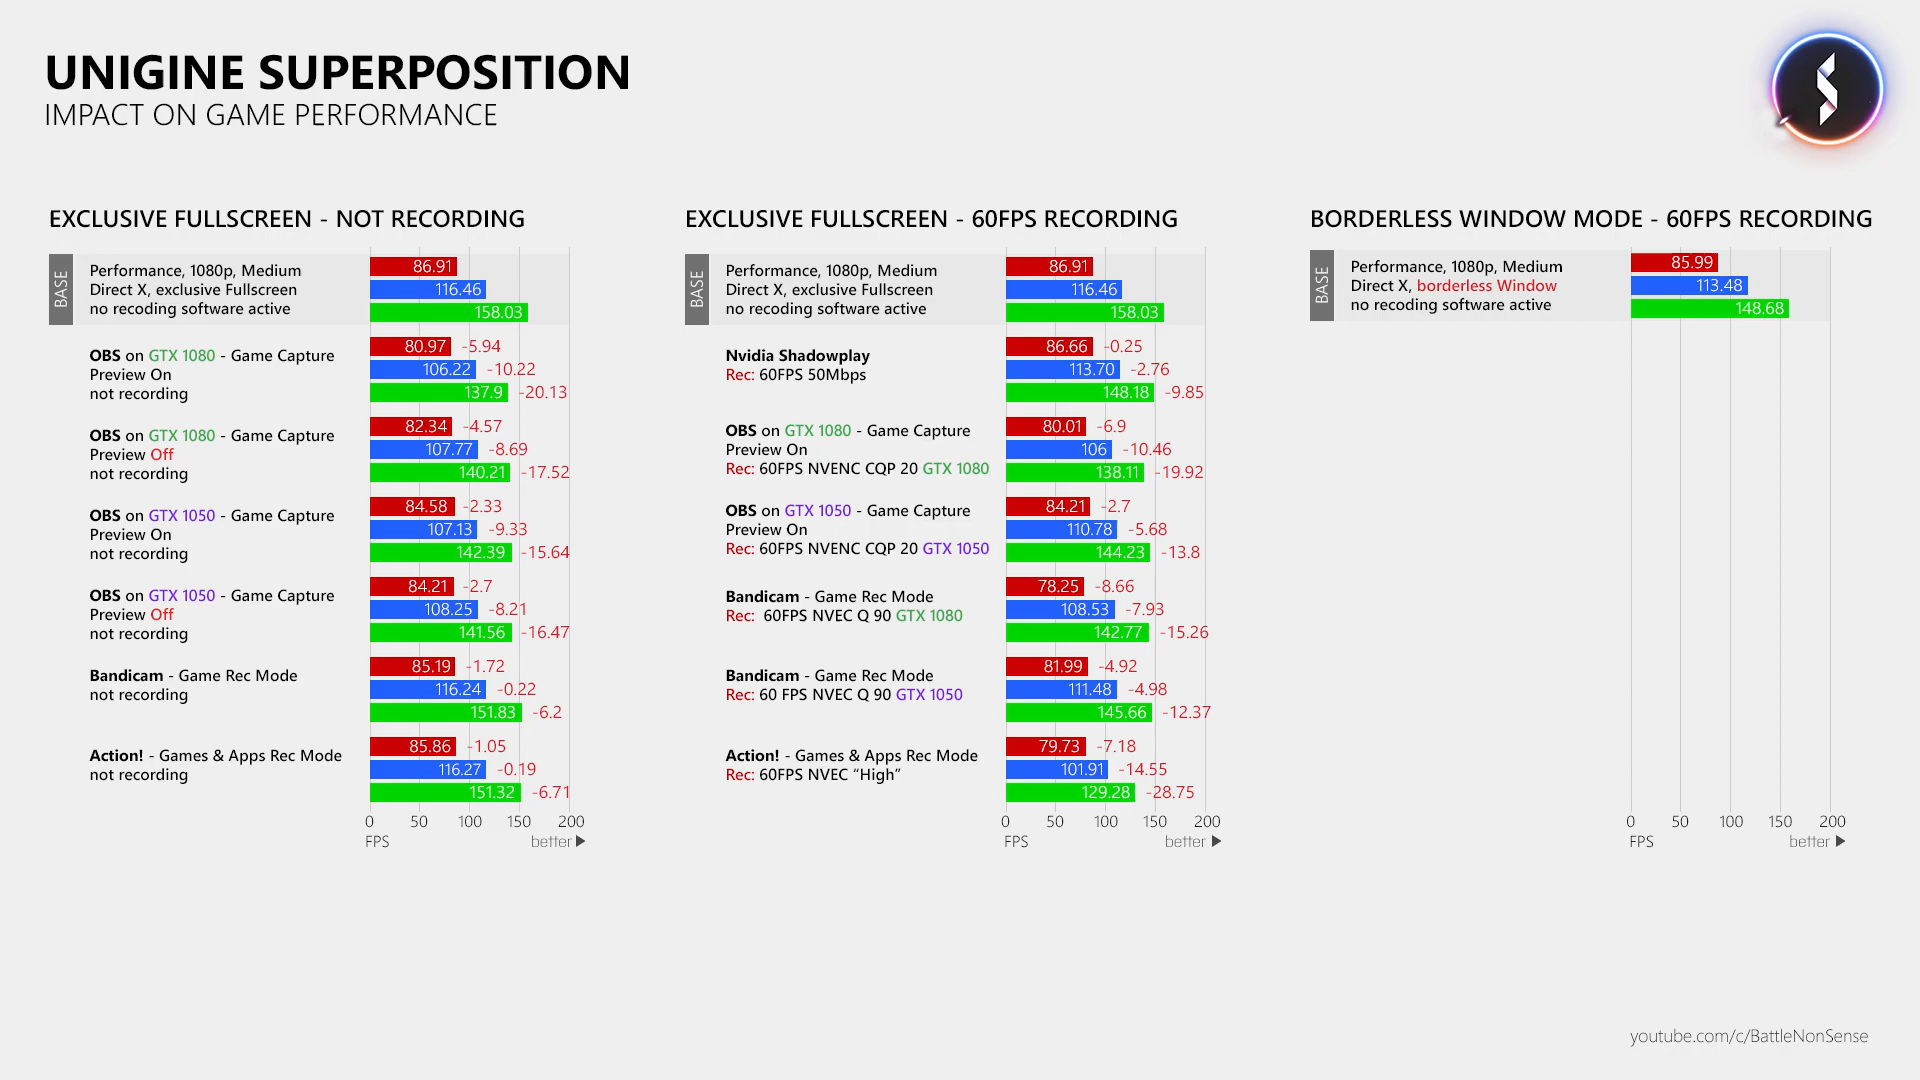 UNIGINE SUPERPOSITION
IMPACT ON GAME PERFORMANCE
EXCLUSIVE FULLSCREEN - NOT RECORDING
BASE
Performance, 1080p, Medium
Direct X, exclusive Fullscreen
no recoding software active
86.91
116.46
158.03
OBS on GTX 1080 - Game Capture
Preview On
not recording
80.97 -5.94
106.22 -10.22
137.9 -20.13
OBS on GTX 1080 - Game Capture
Preview Off
not recording
82.34 -4.57
107.77 -8.69
140.21 -17.52
OBS on GTX 1050 - Game Capture
Preview On
not recording
84.58 -2.33
107.13 -9.33
142.39 -15.64
OBS on GTX 1050 - Game Capture
Preview Off
not recording
84.21 -2.7
108.25 -8.21
141.56 -16.47
Bandicam - Game Rec Mode
not recording
85.19 -1.72
116.24 -0.22
151.83 -6.2
Action! - Games & Apps Rec Mode
not recording
85.86 -1.05
116.27 -0.19
151.32 -6.71
0 50 100 150 200
FPS better
EXCLUSIVE FULLSCREEN - 60FPS RECORDING
BASE
Performance, 1080p, Medium
Direct X, exclusive Fullscreen
no recoding software active
86.91
116.46
158.03
Nvidia Shadowplay
Rec: 60FPS 50Mbps
86.66 -0.25
113.70 -2.76
148.18 -9.85
OBS on GTX 1080 - Game Capture
Preview On
Rec: 60FPS NVENC CQP 20 GTX 1080
80.01 -6.9
106 -10.46
138.11 -19.92
OBS on GTX 1050 - Game Capture
Preview On
Rec: 60FPS NVENC CQP 20 GTX 1050
84.21 -2.7
110.78 -5.68
144.23 -13.8
Bandicam - Game Rec Mode
Rec: 60FPS NVEC Q 90 GTX 1080
78.25 -8.66
108.53 -7.93
142.77 -15.26
Bandicam - Game Rec Mode
Rec: 60 FPS NVEC Q 90 GTX 1050
81.99 -4.92
111.48 -4.98
145.66 -12.37
Action! - Games & Apps Rec Mode
Rec: 60FPS NVEC “High”
79.73 -7.18
101.91 -14.55
129.28 -28.75
0 50 100 150 200
FPS better
BORDERLESS WINDOW MODE - 60FPS RECORDING
BASE
Performance, 1080p, Medium
Direct X, borderless Window
no recoding software active
85.99
113.48
148.68
0 50 100 150 200
FPS better
youtube.com/c/BattleNonSense